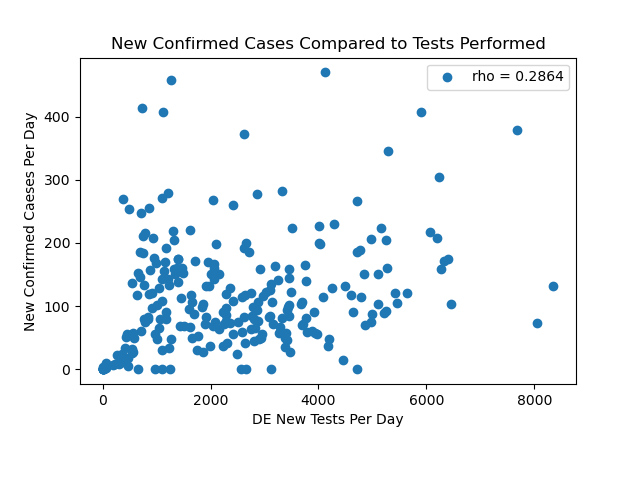 New Confirmed Cases Compared to Tests Performed
rho = 0.2864
400
300
200
100
0
New Confirmed Caeses Per Day
0 2000 4000 6000 8000
DE New Tests Per Day